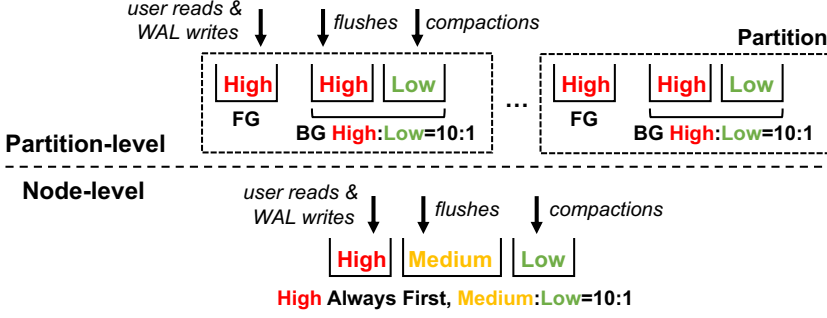 user reads &
WAL writes
flushes
compactions
Partition
High
High
Low
...
High
High
Low
FG
BG High:Low=10:1
FG
BG High:Low=10:1
Partition-level
Node-level
user reads &
WAL writes
flushes
compactions
High
Medium
Low
High Always First, Medium:Low=10:1